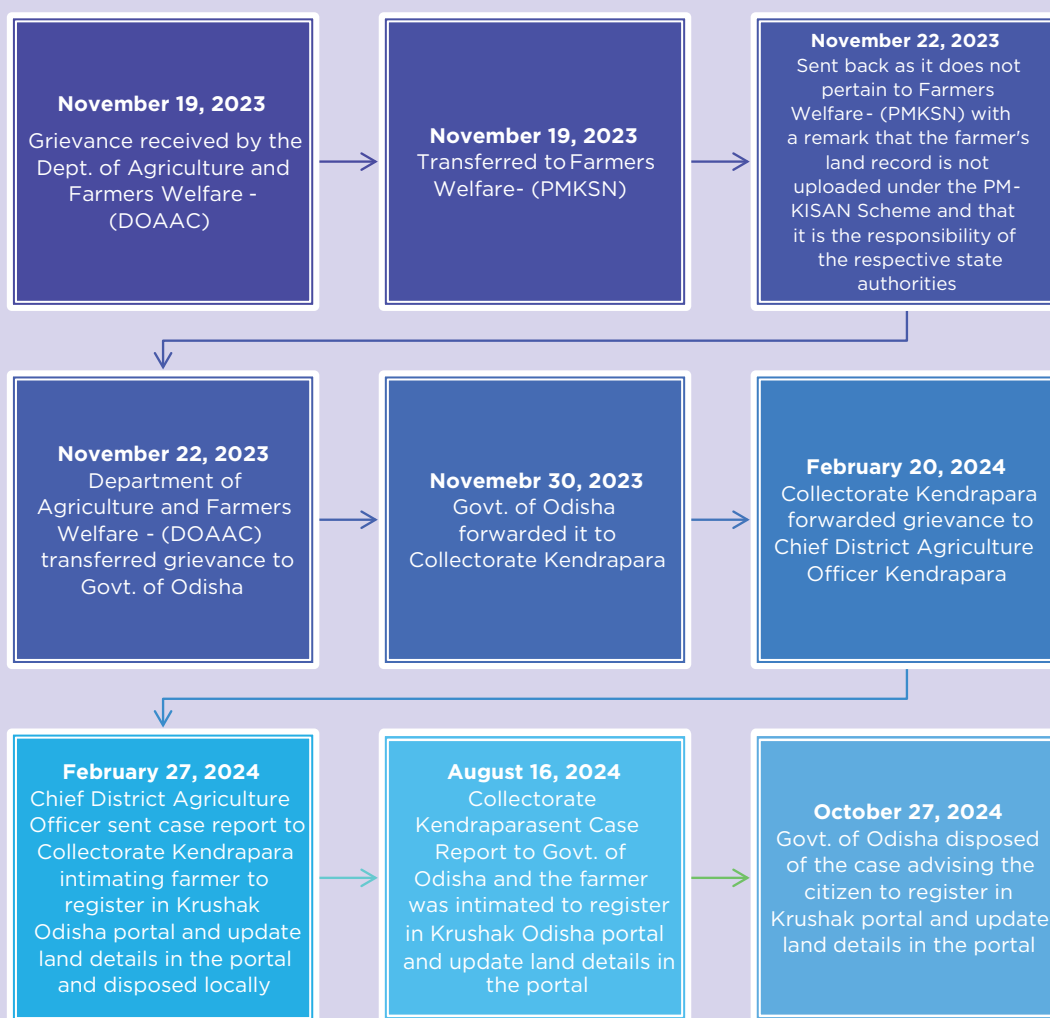 November 19, 2023
Grievance received by the
Dept. of Agriculture and
Farmers Welfare -
(DOAAC)
November 19, 2023
Transferred to Farmers
Welfare- (PMKSN)
November 22, 2023
Sent back as it does not
pertain to Farmers
Welfare- (PMKSN) with
a remark that the farmer's
land record is not
uploaded under the PM-
KISAN Scheme and that
it is the responsibility of
the respective state
authorities
November 22, 2023
Department of
Agriculture and Farmers
Welfare - (DOAAC)
transferred grievance to
Govt. of Odisha
Novemebr 30, 2023
Govt. of Odisha
forwarded it to
Collectorate Kendrapara
February 20, 2024
Collectorate Kendrapara
forwarded grievance to
Chief District Agriculture
Officer Kendrapara
February 27, 2024
Chief District Agriculture
Officer sent case report to
Collectorate Kendrapara
intimating farmer to
register in Krushak
Odisha portal and update
land details in the portal
and disposed locally
August 16, 2024
Collectorate
Kendraparasent Case
Report to Govt. of
Odisha and the farmer
was intimated to register
in Krushak Odisha portal
and update land details in
the portal
October 27, 2024
Govt. of Odisha disposed
of the case advising the
citizen to register in
Krushak portal and update
land details in the portal